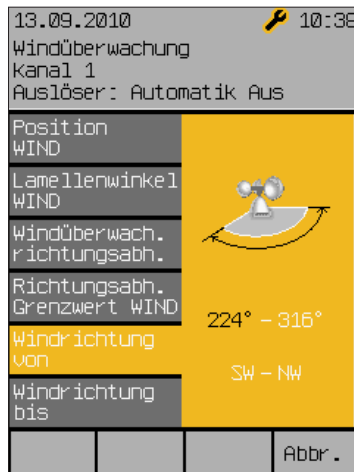 13.09.2010 10:38
Windüberwachung
Kanal 1
Auslöser: Automatik Aus
Position
WIND
Lamellenwinkel
WIND
Windüberwach.
richtungsabh.
Richtungsabh.
Grenzwert WIND
Windrichtung
von
Windrichtung
bis
224° – 316°
SW – NW
Abbr.